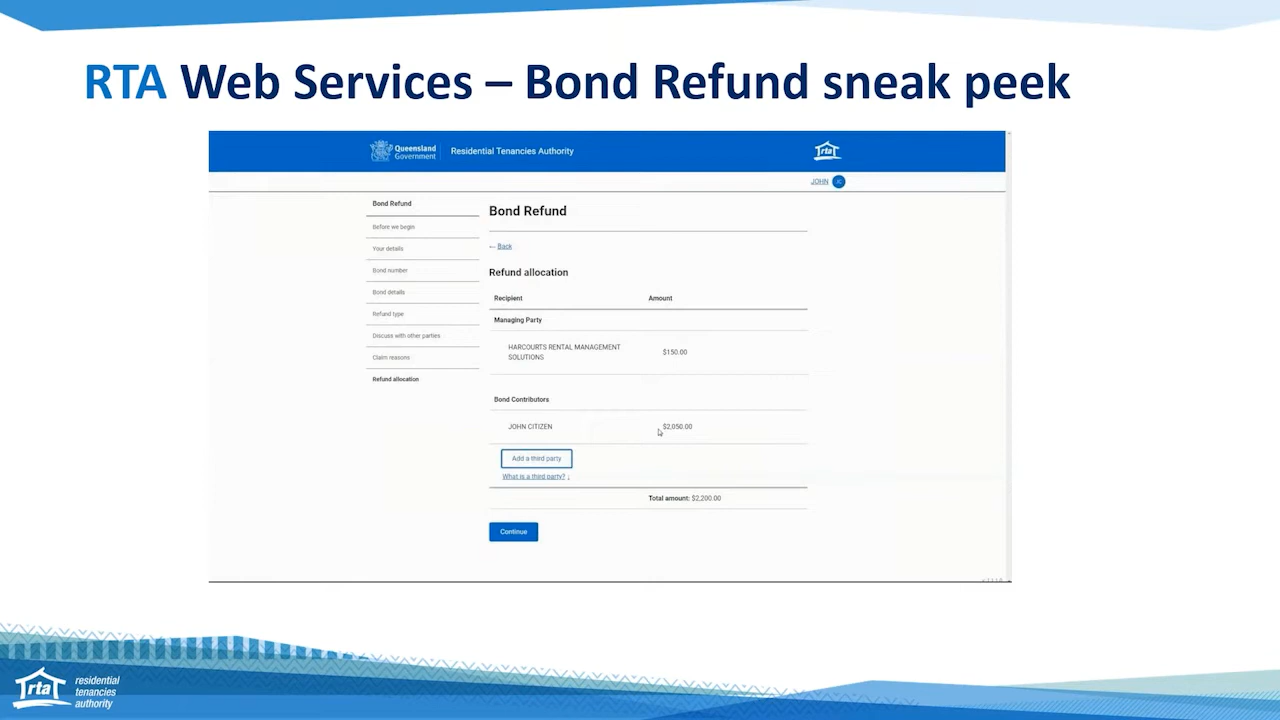 RTA Web Services – Bond Refund sneak peek
Queensland
Government
Residential Tenancies Authority
rta
JOHN
Bond Refund
Before we begin
Your details
Bond number
Bond details
Refund type
Discuss with other parties
Claim reasons
Refund allocation
Bond Refund
← Back
Refund allocation
Recipient Amount
Managing Party
HARCOURTS RENTAL MANAGEMENT
SOLUTIONS
$150.00
Bond Contributors
JOHN CITIZEN $2,050.00
Add a third party
What is a third party?
Total amount: $2,200.00
Continue
rta
residential
tenancies
authority